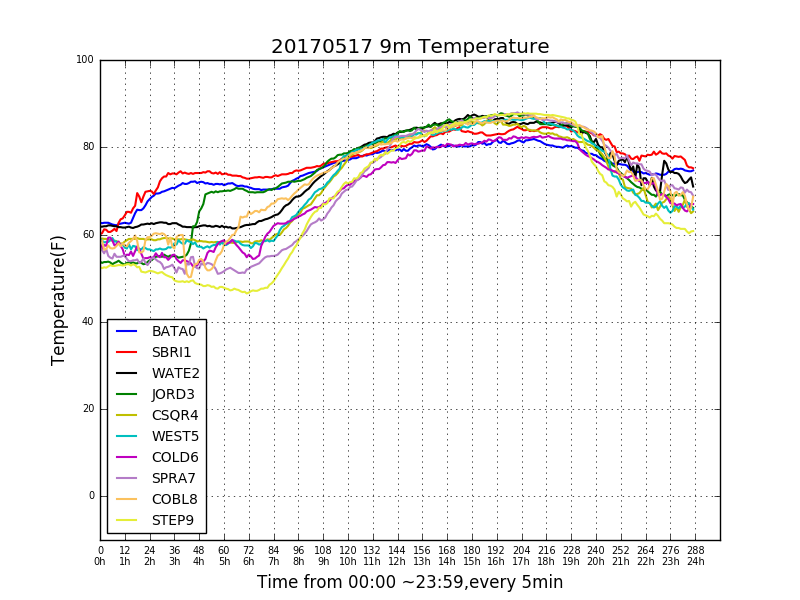 20170517 9m Temperature
100
80
60
40
20
0
Temperature(F)
BATA0
SBRI1
WATE2
JORD3
CSQR4
WEST5
COLD6
SPRA7
COBL8
STEP9
0 12 24 36 48 60 72 84 96 108 120 132 144 156 168 180 192 204 216 228 240 252 264 276 288
0h 1h 2h 3h 4h 5h 6h 7h 8h 9h 10h 11h 12h 13h 14h 15h 16h 17h 18h 19h 20h 21h 22h 23h 24h
Time from 00:00 ~23:59,every 5min